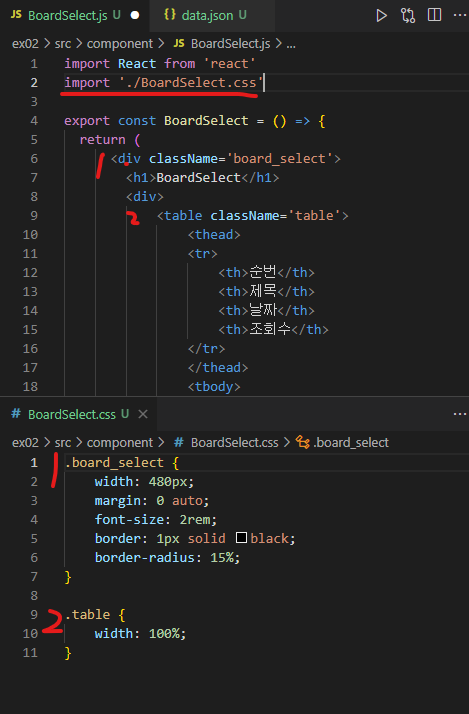 JS BoardSelect.js U
{} data.json U
ex02 > src > component > JS BoardSelect.js > ...
1 import React from 'react'
2 import './BoardSelect.css'
3
4 export const BoardSelect = () => {
5 return (
6 <div className='board_select'>
7 <h1>BoardSelect</h1>
8 <div>
9 <table className='table'>
10 <thead>
11 <tr>
12 <th>순번</th>
13 <th>제목</th>
14 <th>날짜</th>
15 <th>조회수</th>
16 </tr>
17 </thead>
18 <tbody>
1
2
# BoardSelect.css U
ex02 > src > component > # BoardSelect.css > .board_select
1 .board_select {
2 width: 480px;
3 margin: 0 auto;
4 font-size: 2rem;
5 border: 1px solid black;
6 border-radius: 15%;
7 }
8
9 .table {
10 width: 100%;
11 }
1
2